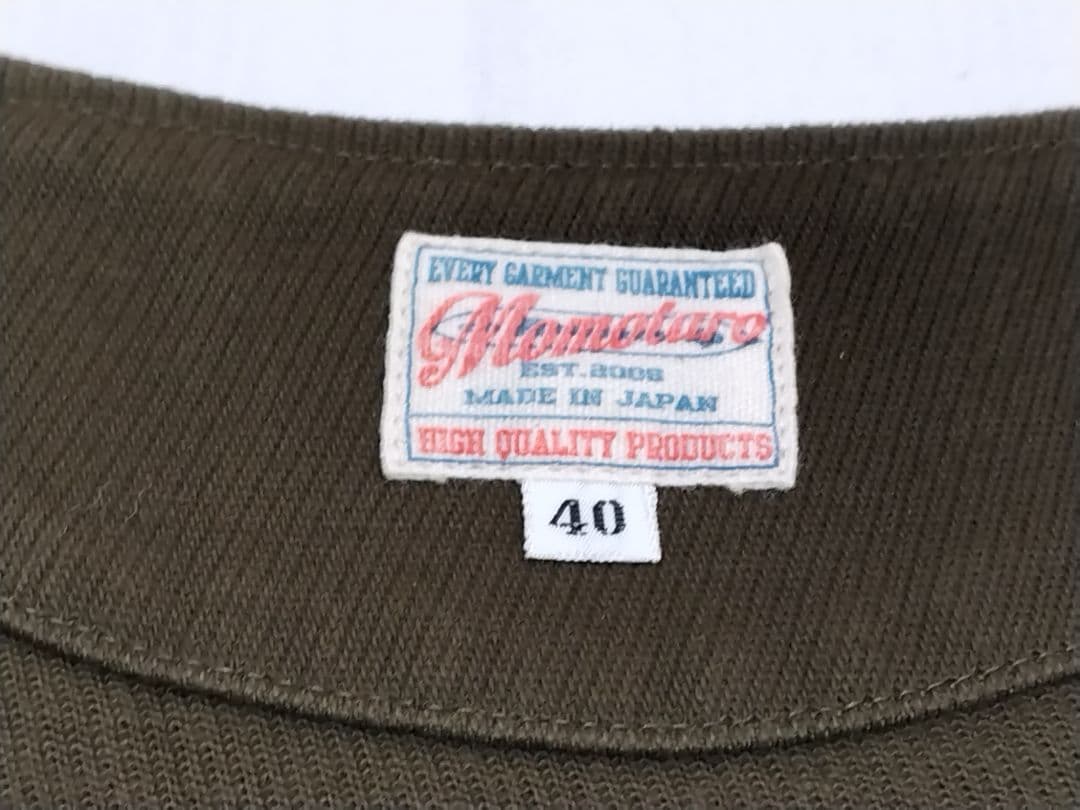 EVERY GARMENT GUARANTEED
Momotaro
EST.2006
MADE IN JAPAN
HIGH QUALITY PRODUCTS
40